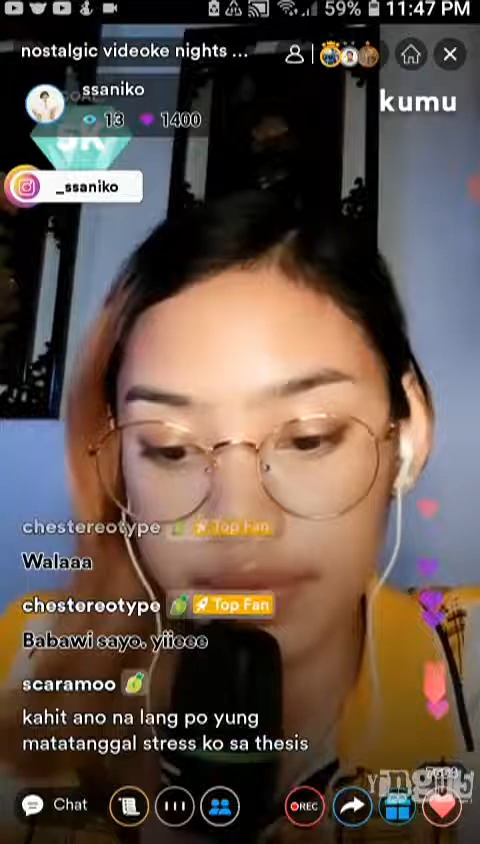 59% 11:47 PM
nostalgic videoke nights ...
ssaniko
13 1400
kumu
5K
_ssaniko
chestereotype Top Fan
Walaaa
chestereotype Top Fan
Babawi sayo. yiieee
scaramoo
kahit ano na lang po yung
matatanggal stress ko sa thesis
Chat
REC